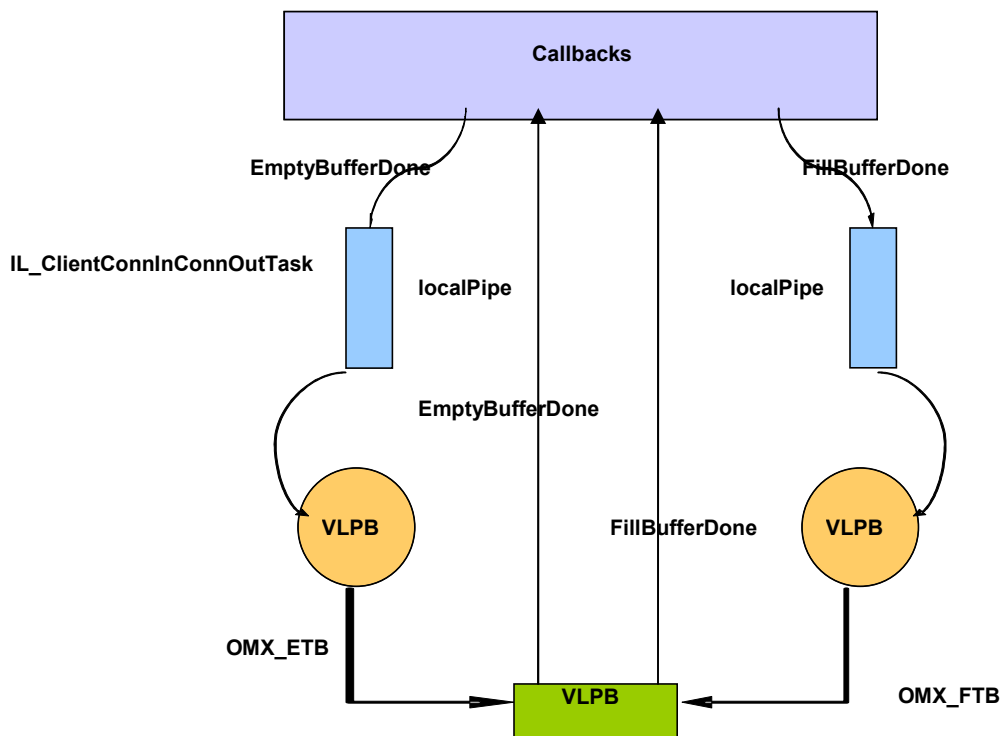 Callbacks
EmptyBufferDone
FillBufferDone
IL_ClientConnInConnOutTask
localPipe
localPipe
EmptyBufferDone
VLPB
FillBufferDone
VLPB
OMX_ETB
VLPB
OMX_FTB